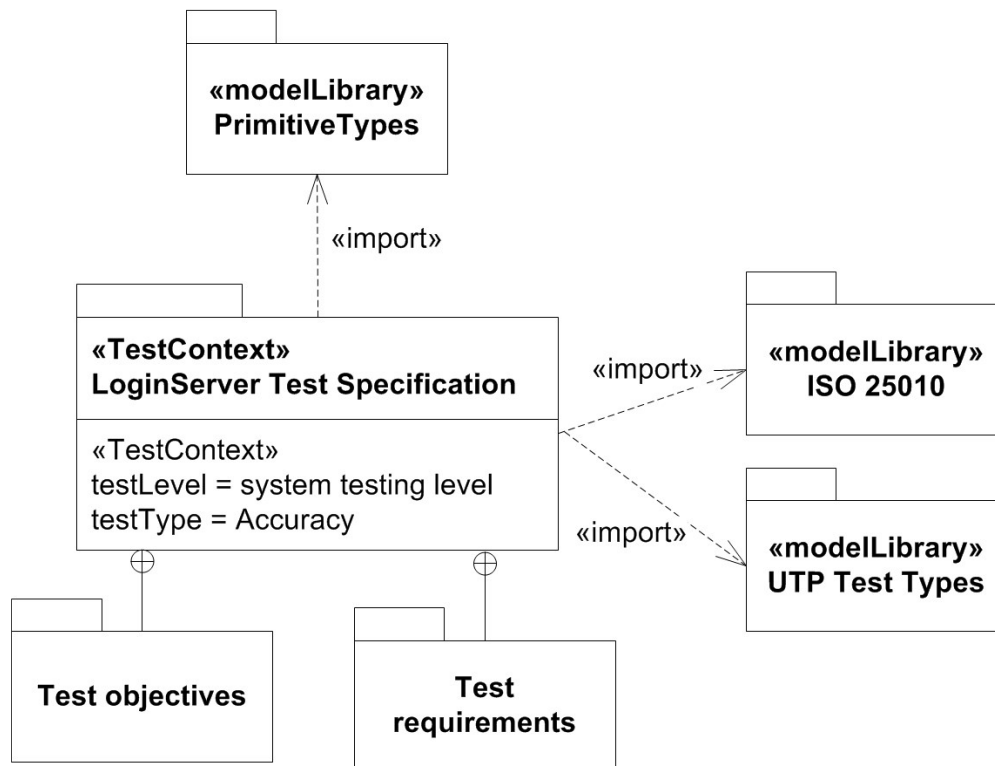 «modelLibrary»
PrimitiveTypes
«import»
«TestContext»
LoginServer Test Specification
«TestContext»
testLevel = system testing level
testType = Accuracy
«import»
«modelLibrary»
ISO 25010
«import»
«modelLibrary»
UTP Test Types
Test objectives
Test
requirements